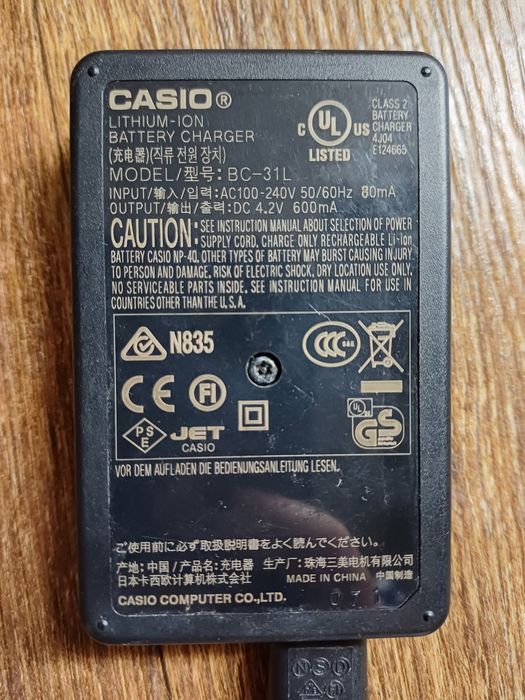 CASIO®
LITHIUM-ION
BATTERY CHARGER
(充电器)(직류 전원 장치)
MODEL/型号: BC-31L
INPUT/输入/입력:AC100-240V 50/60Hz 80mA
OUTPUT/输出/출력:DC 4.2V 600mA
C UL US
LISTED
CLASS 2
BATTERY
CHARGER
4J04
E124665
CAUTION: SEE INSTRUCTION MANUAL ABOUT SELECTION OF POWER
SUPPLY CORD. CHARGE ONLY RECHARGEABLE Li-ion
BATTERY CASIO NP-40. OTHER TYPES OF BATTERY MAY BURST CAUSING INJURY
TO PERSON AND DAMAGE. RISK OF ELECTRIC SHOCK. DRY LOCATION USE ONLY.
NO SERVICEABLE PARTS INSIDE. SEE INSTRUCTION MANUAL FOR USE IN
COUNTRIES OTHER THAN THE U.S.A.
N835
CCC S&E
CE FI
PSE
JET
CASIO
UL
GS
VOR DEM AUFLADEN DIE BEDIENUNGSANLEITUNG LESEN.
ご使用前に必ず取扱説明書をよく読んでください。
产地: 中国/产品名: 充电器 生产厂: 珠海三美电机有限公司
日本卡西欧计算机株式会社 MADE IN CHINA 中国制造
CASIO COMPUTER CO.,LTD.
N S D